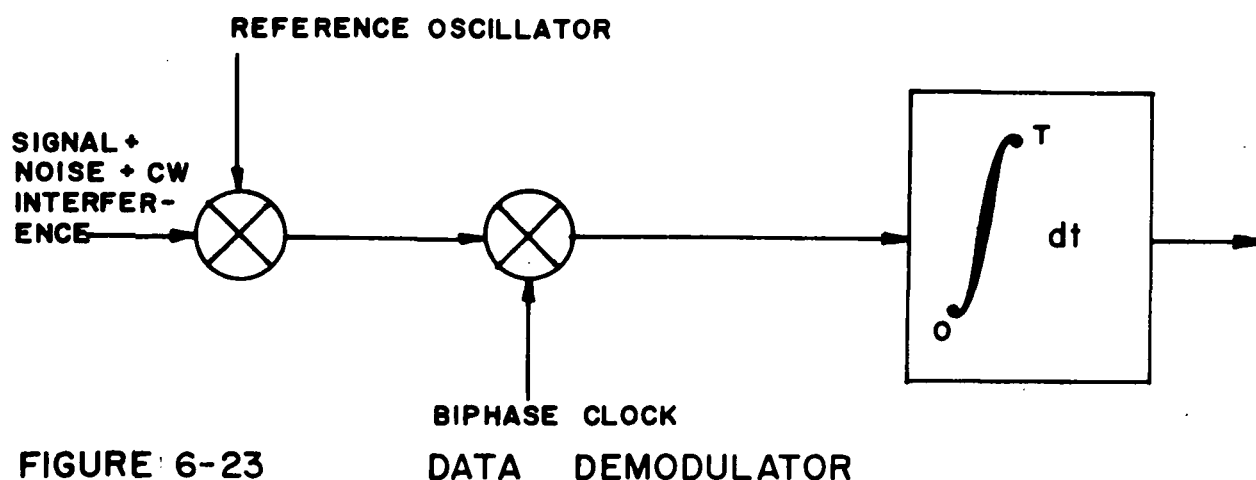 REFERENCE OSCILLATOR
SIGNAL +
NOISE + CW
INTERFER-
ENCE
T
dt
O
BIPHASE CLOCK
FIGURE 6-23 DATA DEMODULATOR